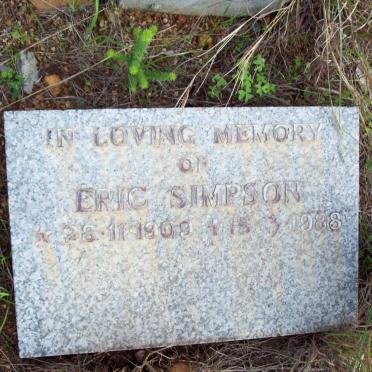 IN LOVING MEMORY
OF
ERIC SIMPSON
* 28·11·1909 † 15·3·1988